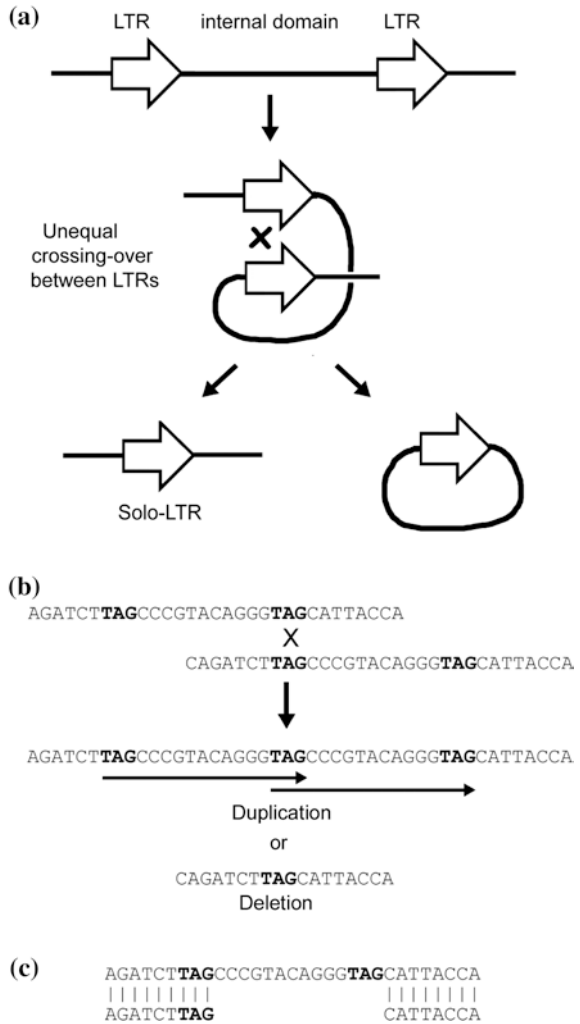 (a)
LTR internal domain LTR
Unequal
crossing-over
between LTRs
Solo-LTR
(b)
AGATCTTAGCCCGTACAGGGTAGCATTACCA
X
CAGATCTTAGCCCGTACAGGGTAGCATTACCA
AGATCTTAGCCCGTACAGGGTAGCCCGTACAGGGTAGCATTACCA
Duplication
or
CAGATCTTAGCATTACCA
Deletion
(c)
AGATCTTAGCCCGTACAGGGTAGCATTACCA
AGATCTTAG CATTACCA